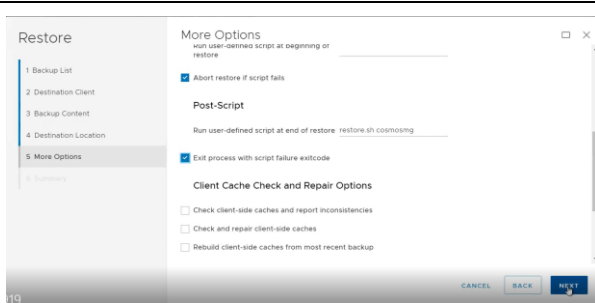 Restore
1 Backup List
2 Destination Client
3 Backup Content
4 Destination Location
5 More Options
6 Summary
More Options
Run user-defined script at beginning of
restore
Abort restore if script fails
Post-Script
Run user-defined script at end of restore restore.sh cosmosmg
Exit process with script failure exitcode
Client Cache Check and Repair Options
Check client-side caches and report inconsistencies
Check and repair client-side caches
Rebuild client-side caches from most recent backup
CANCEL BACK NEXT
019